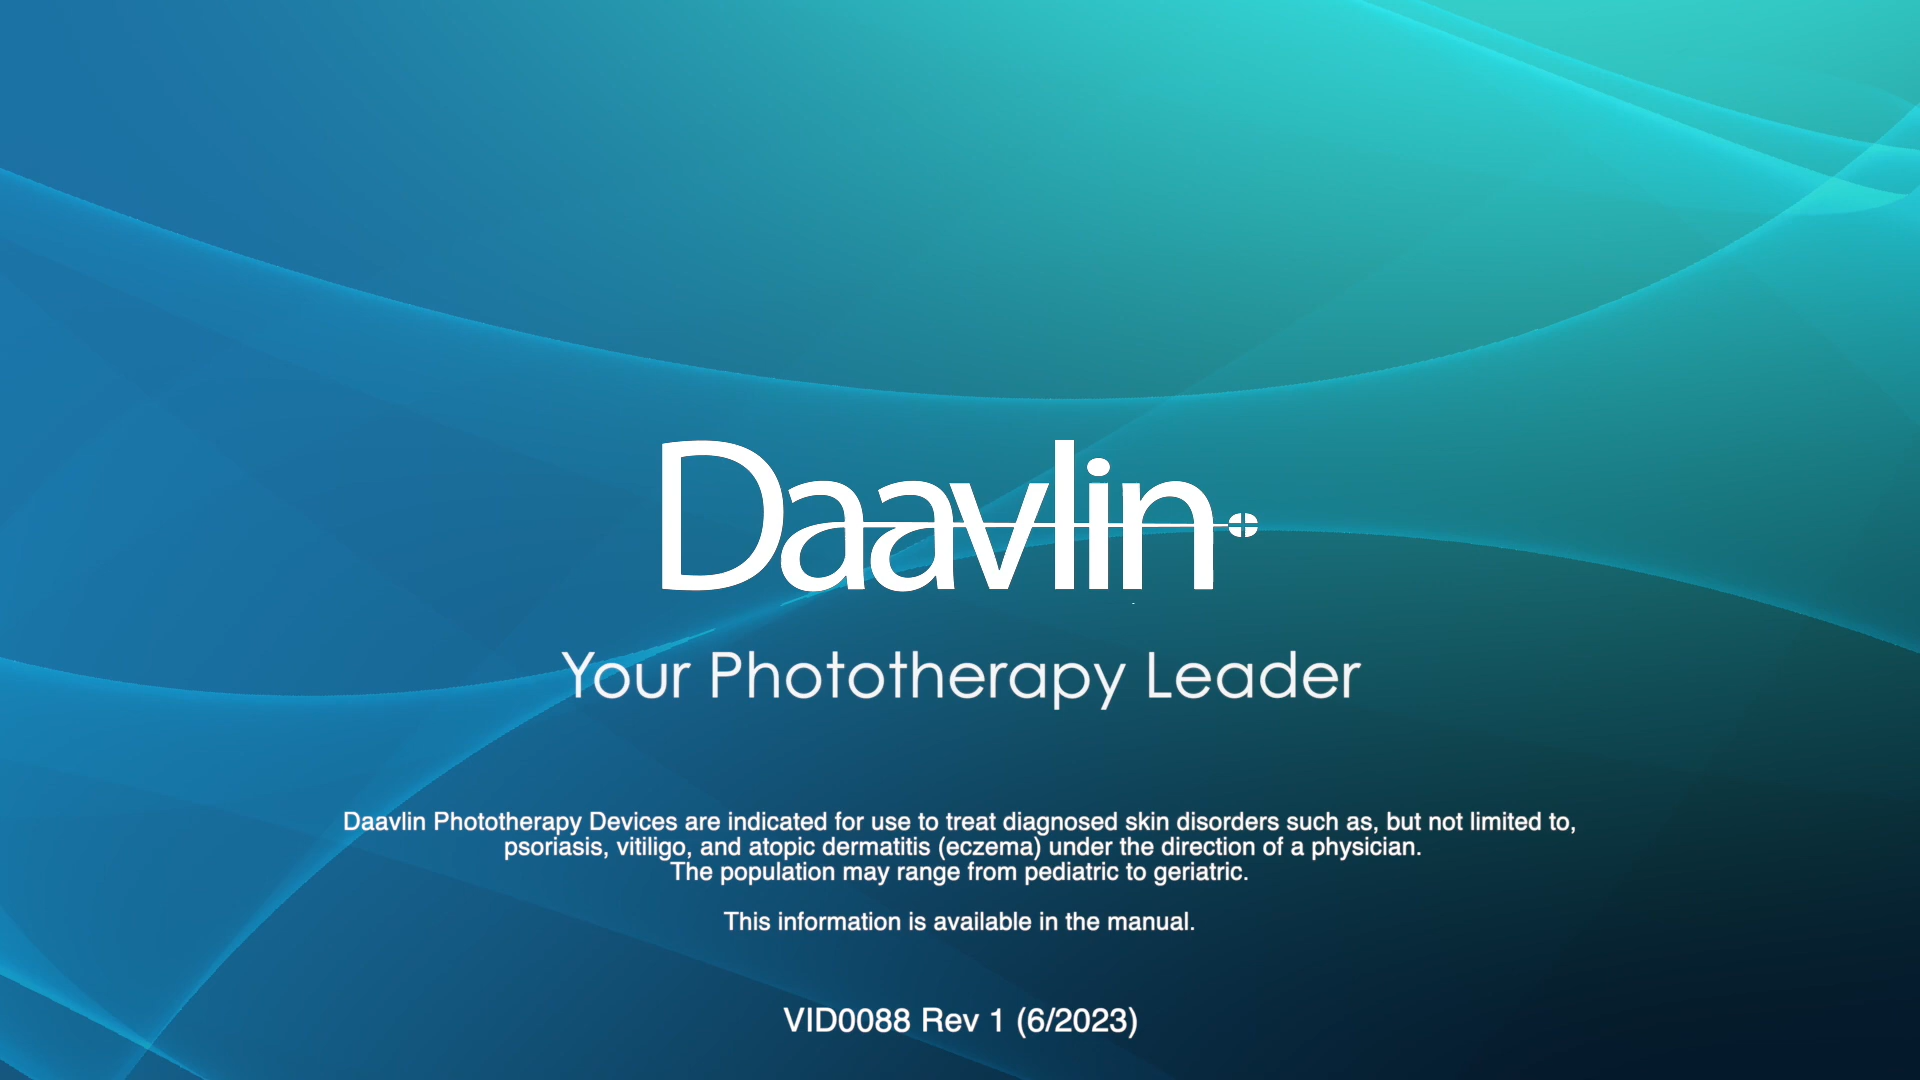 Daavlin
Your Phototherapy Leader
Daavlin Phototherapy Devices are indicated for use to treat diagnosed skin disorders such as, but not limited to,
psoriasis, vitiligo, and atopic dermatitis (eczema) under the direction of a physician.
The population may range from pediatric to geriatric.
This information is available in the manual.
VID0088 Rev 1 (6/2023)